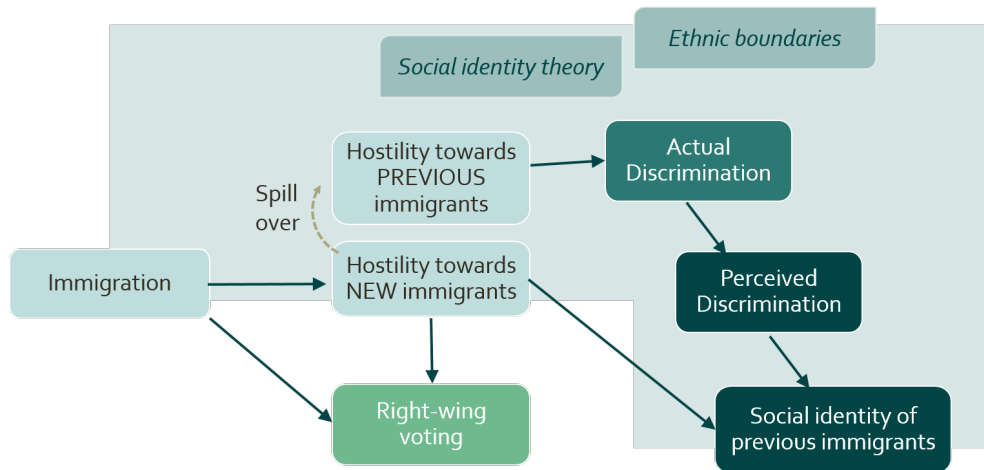 Ethnic boundaries
Social identity theory
Hostility towards
PREVIOUS
immigrants
Actual
Discrimination
Spill
over
Immigration
Hostility towards
NEW immigrants
Perceived
Discrimination
Right-wing
voting
Social identity of
previous immigrants